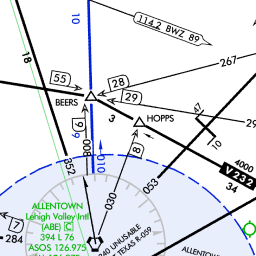 10
114.2 BWZ 89
18
267
55
28
BEERS
29
47
9
3
HOPPS
10
008
010
8
352
4000
V232
34
053
030
ALLENTOWN
Lehigh Valley Intl
(ABE) C
394 L 76
ASOS 126.975
7
284
240 UNUSABLE
TEXAS R-059
ALLENTOWN